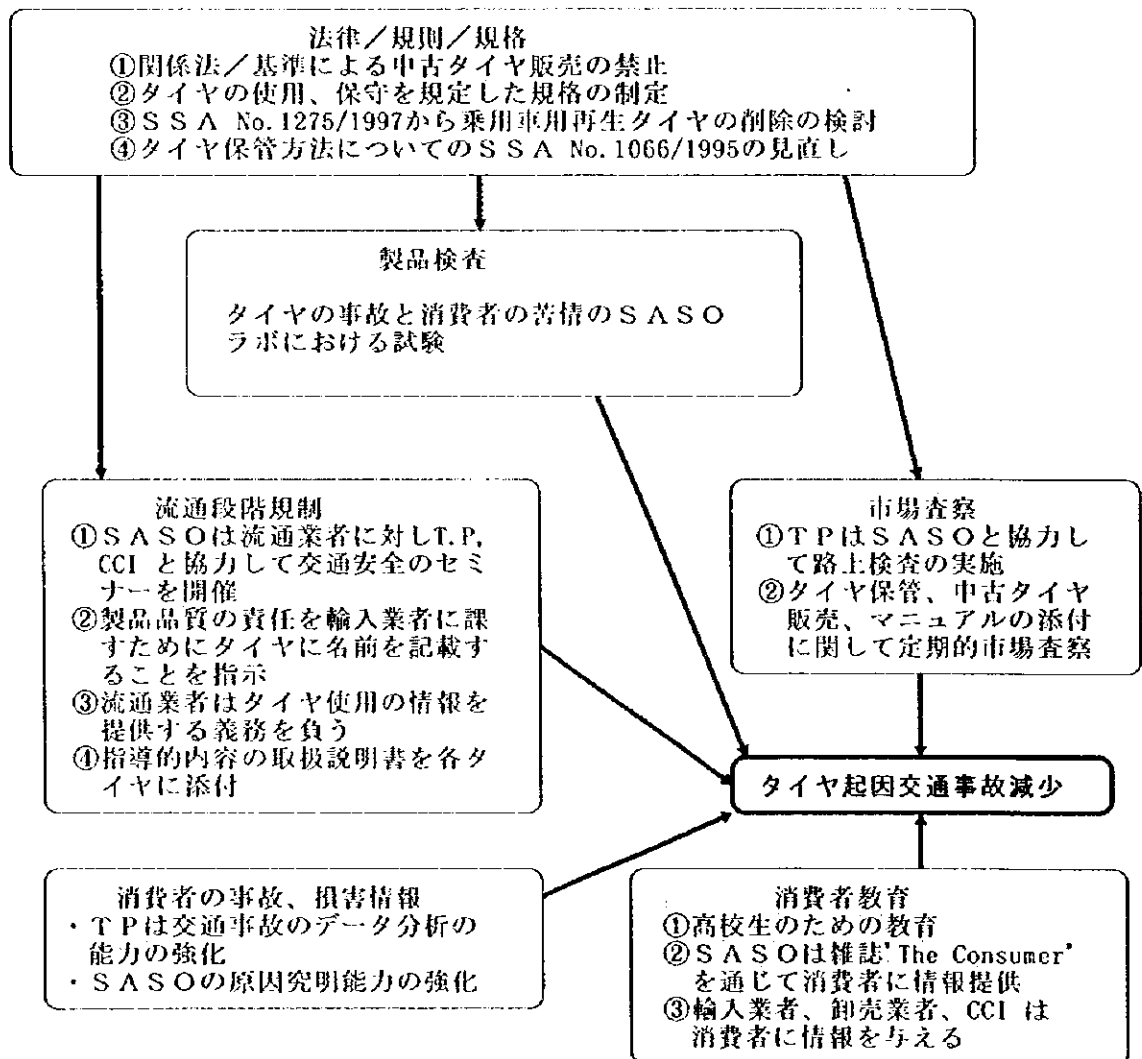 法律／規則／規格
①関係法／基準による中古タイヤ販売の禁止
②タイヤの使用、保守を規定した規格の制定
③ＳＳＡ No.1275/1997から乗用車用再生タイヤの削除の検討
④タイヤ保管方法についてのＳＳＡ No.1066/1995の見直し
製品検査
タイヤの事故と消費者の苦情のＳＡＳＯ
ラボにおける試験
流通段階規制
①ＳＡＳＯは流通業者に対しT.P,
CCI と協力して交通安全のセミ
ナーを開催
②製品品質の責任を輸入業者に課
すためにタイヤに名前を記載す
ることを指示
③流通業者はタイヤ使用の情報を
提供する義務を負う
④指導的内容の取扱説明書を各タ
イヤに添付
市場査察
①ＴＰはＳＡＳＯと協力し
て路上検査の実施
②タイヤ保管、中古タイヤ
販売、マニュアルの添付
に関して定期的市場査察
タイヤ起因交通事故減少
消費者の事故、損害情報
・ＴＰは交通事故のデータ分析の
能力の強化
・ＳＡＳＯの原因究明能力の強化
消費者教育
①高校生のための教育
②ＳＡＳＯは雑誌'The Consumer'
を通じて消費者に情報提供
③輸入業者、卸売業者、CCI は
消費者に情報を与える